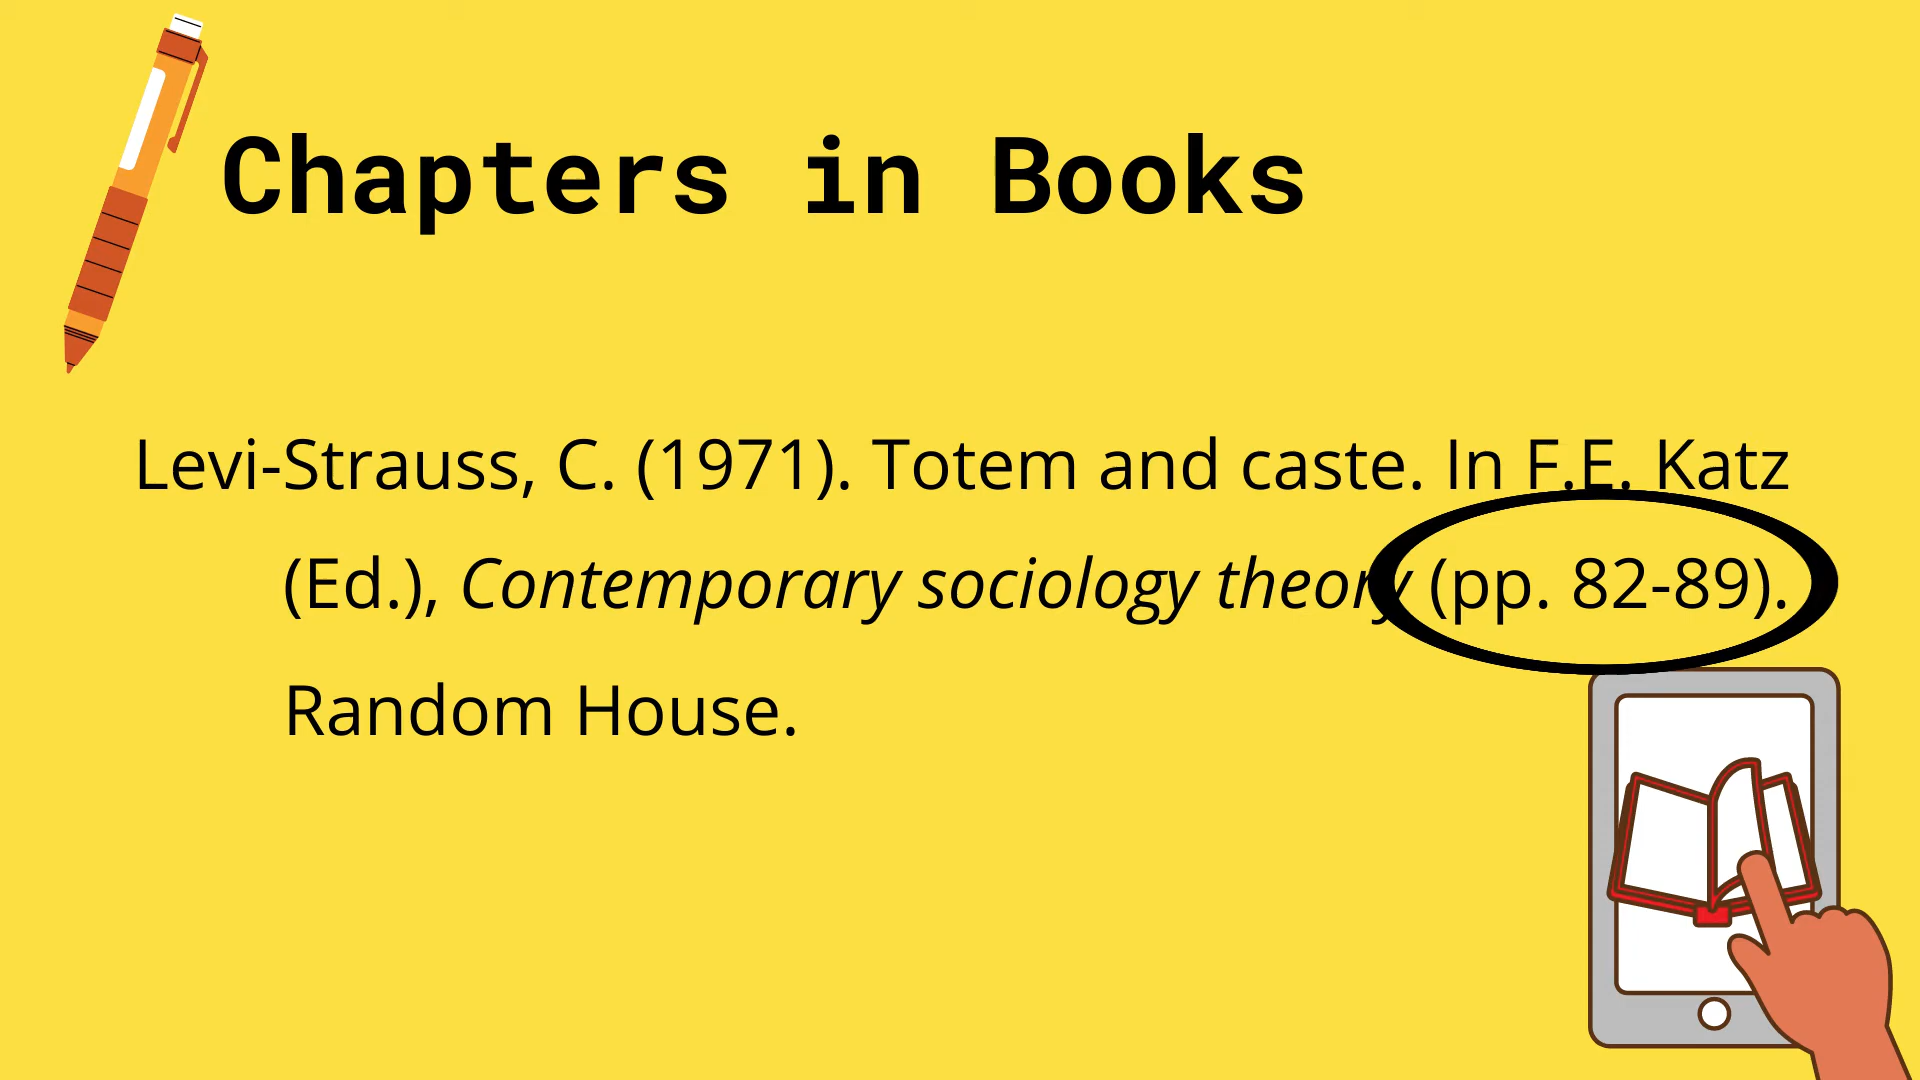 Chapters in Books
Levi-Strauss, C. (1971). Totem and caste. In F.E. Katz
(Ed.), Contemporary sociology theory (pp. 82-89).
Random House.